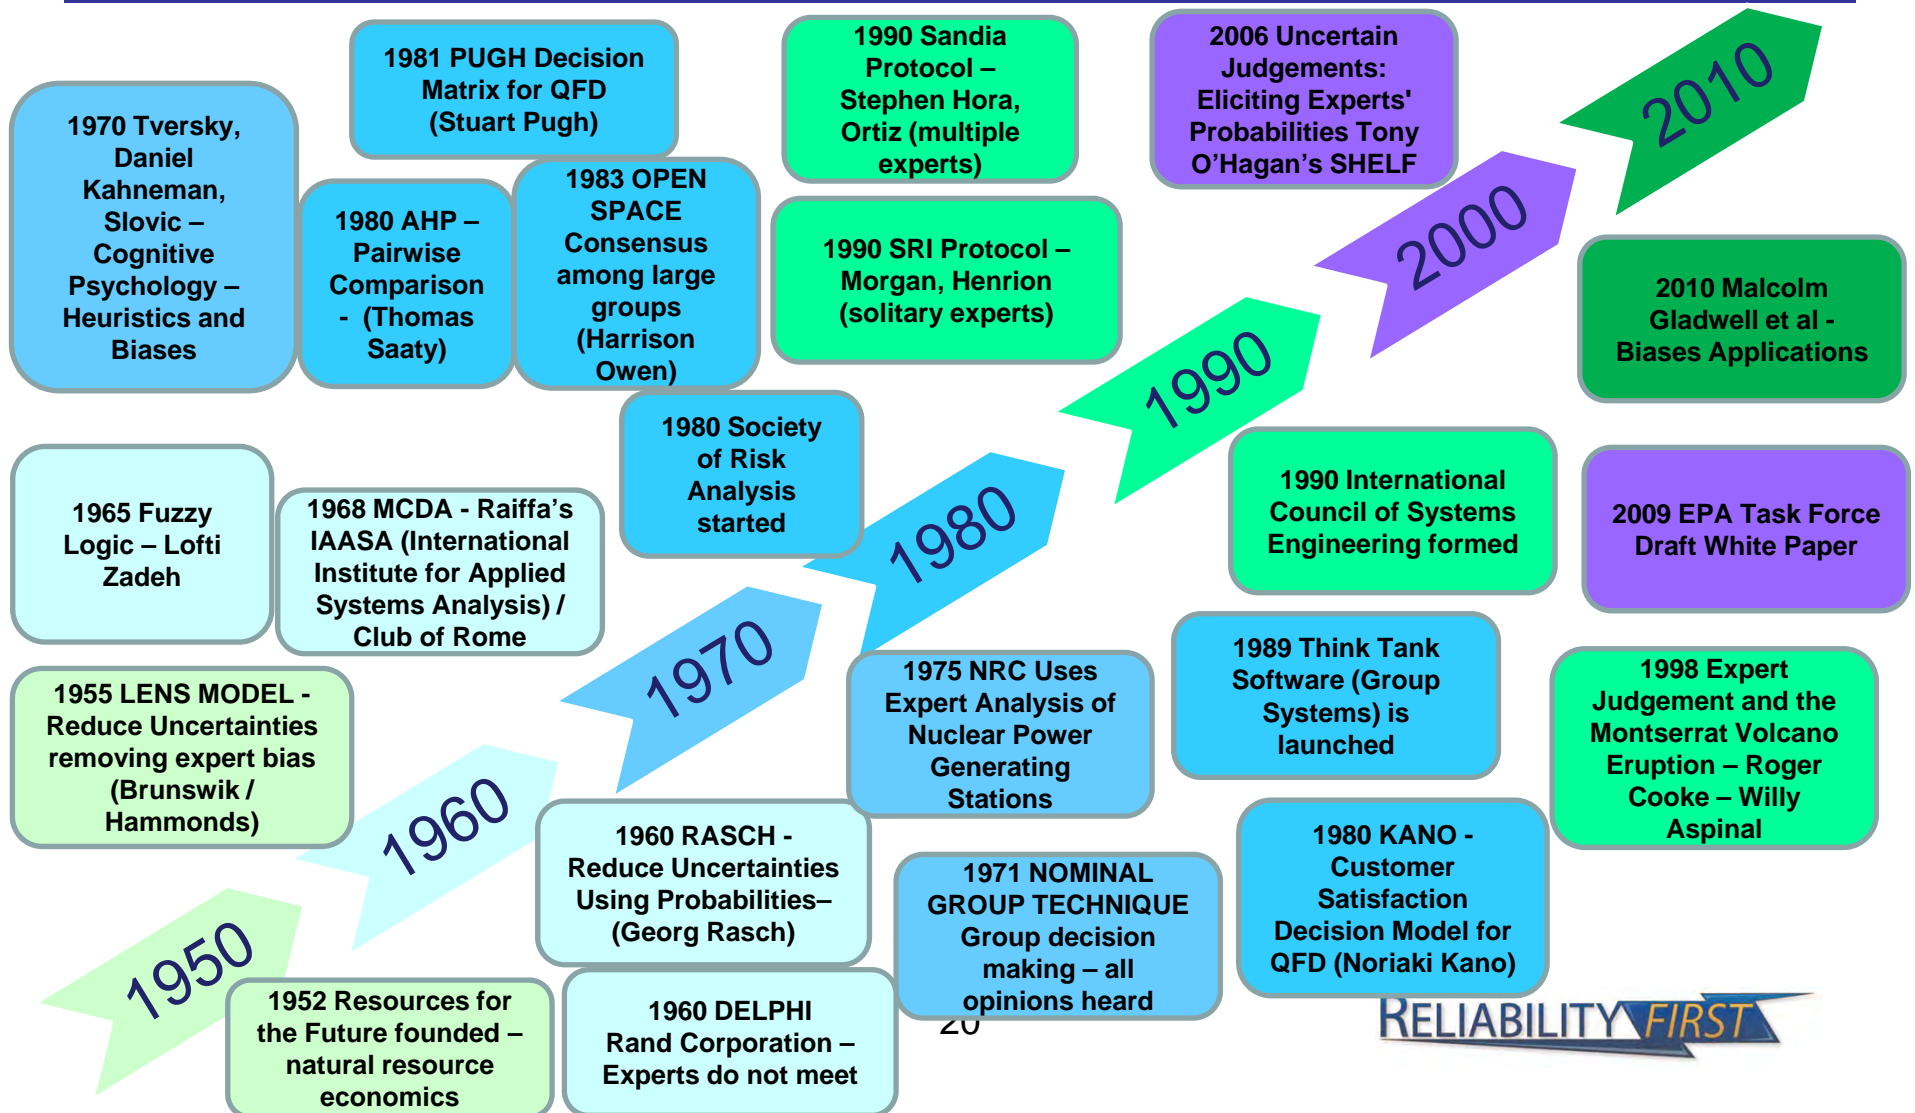 1970 Tversky,
Daniel
Kahneman,
Slovic –
Cognitive
Psychology –
Heuristics and
Biases
1981 PUGH Decision
Matrix for QFD
(Stuart Pugh)
1980 AHP –
Pairwise
Comparison
- (Thomas
Saaty)
1983 OPEN
SPACE
Consensus
among large
groups
(Harrison
Owen)
1990 Sandia
Protocol –
Stephen Hora,
Ortiz (multiple
experts)
1990 SRI Protocol –
Morgan, Henrion
(solitary experts)
2006 Uncertain
Judgements:
Eliciting Experts'
Probabilities Tony
O’Hagan’s SHELF
2010
2000
1990
1980
1970
1960
1950
2010 Malcolm
Gladwell et al -
Biases Applications
1980 Society
of Risk
Analysis
started
1965 Fuzzy
Logic – Lofti
Zadeh
1968 MCDA - Raiffa’s
IAASA (International
Institute for Applied
Systems Analysis) /
Club of Rome
1990 International
Council of Systems
Engineering formed
2009 EPA Task Force
Draft White Paper
1955 LENS MODEL -
Reduce Uncertainties
removing expert bias
(Brunswik /
Hammonds)
1975 NRC Uses
Expert Analysis of
Nuclear Power
Generating
Stations
1989 Think Tank
Software (Group
Systems) is
launched
1998 Expert
Judgement and the
Montserrat Volcano
Eruption – Roger
Cooke – Willy
Aspinal
1960 RASCH -
Reduce Uncertainties
Using Probabilities–
(Georg Rasch)
1971 NOMINAL
GROUP TECHNIQUE
Group decision
making – all
opinions heard
1980 KANO -
Customer
Satisfaction
Decision Model for
QFD (Noriaki Kano)
1952 Resources for
the Future founded –
natural resource
economics
1960 DELPHI
Rand Corporation –
Experts do not meet
20
RELIABILITY FIRST